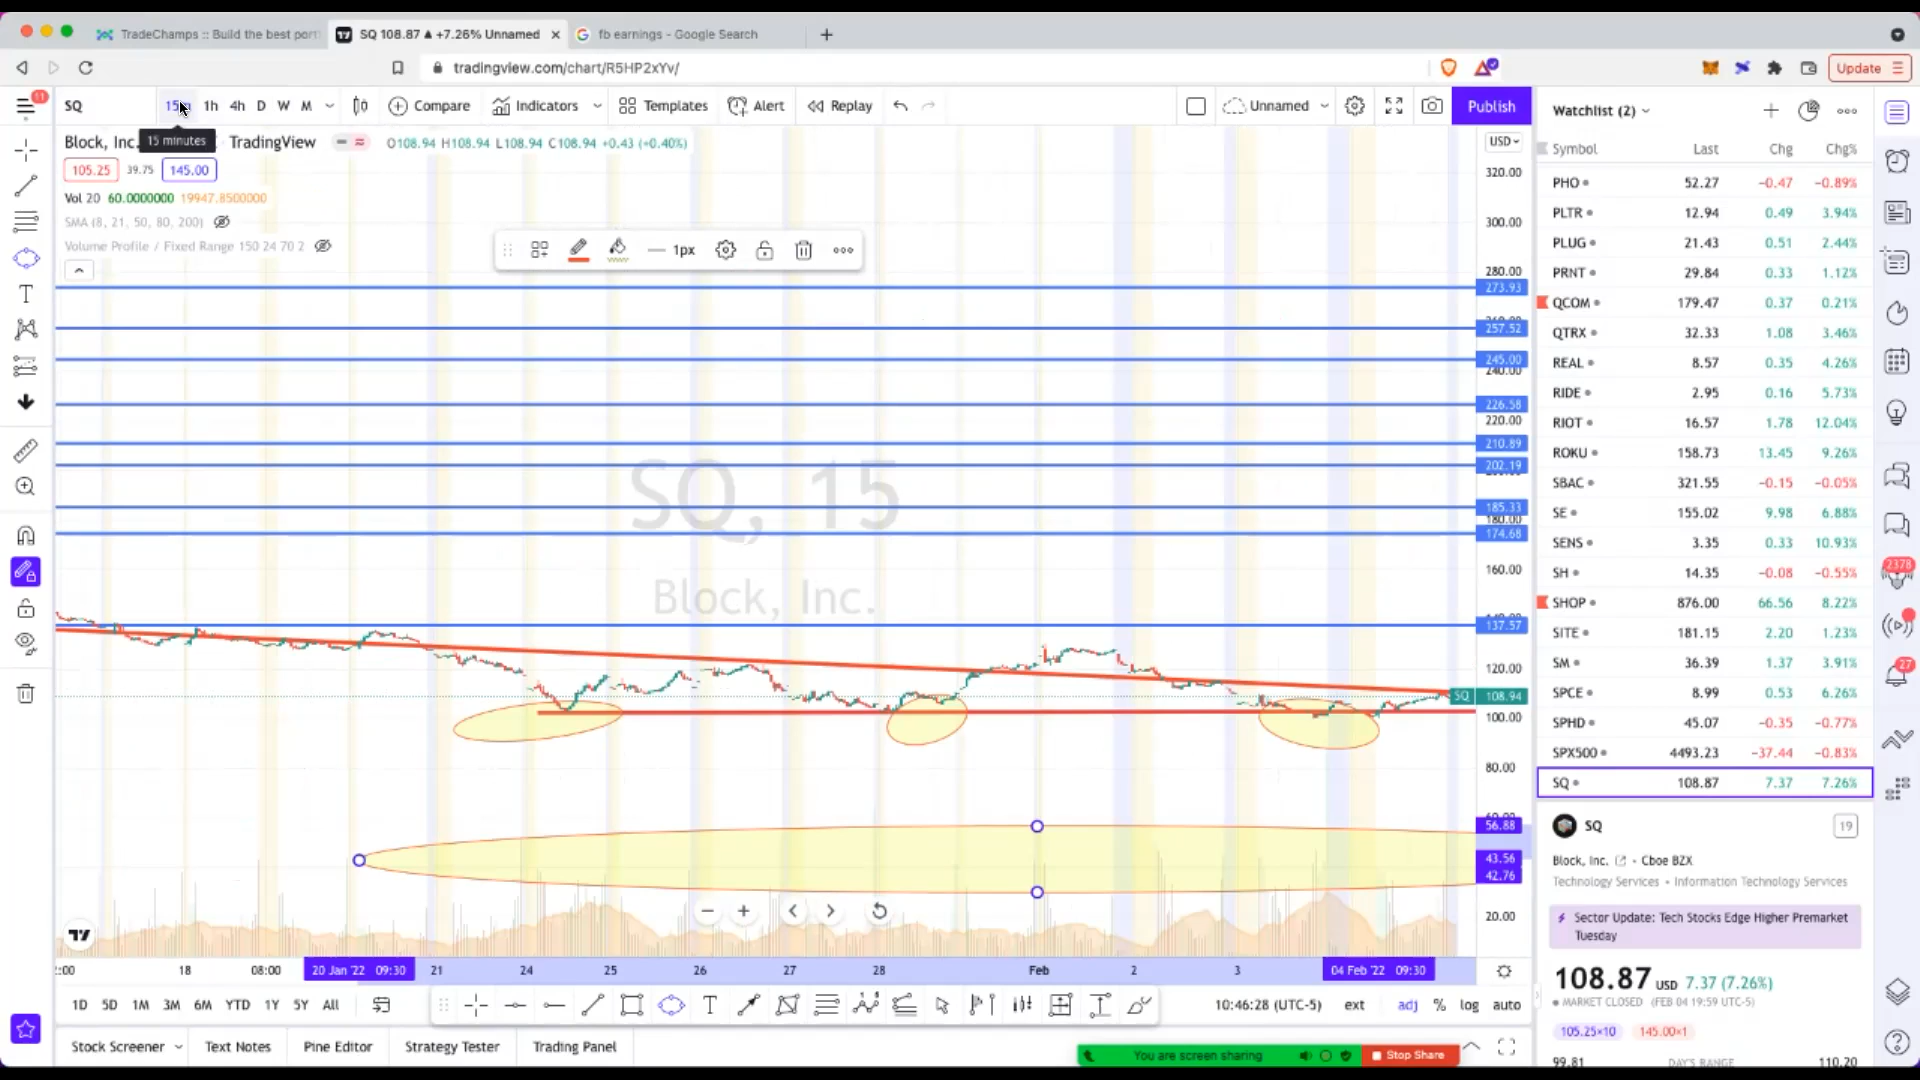 TradeChamps :: Build the best port
SQ 108.87 ▲ +7.26% Unnamed
fb earnings - Google Search
tradingview.com/chart/R5HP2xYv/
Update
11
SQ
15m 1h 4h D W M
Compare
Indicators
Templates
Alert
Replay
Unnamed
Publish
15 minutes
Block, Inc.
TradingView
O108.94 H108.94 L108.94 C108.94 +0.43 (+0.40%)
105.25 39.75 145.00
Vol 20 60.0000000 19947.8500000
SMA (8, 21, 50, 80, 200)
Volume Profile / Fixed Range 150 24 70 2
1px
SQ, 15
Block, Inc.
USD
320.00
300.00
280.00
273.93
257.52
245.00
240.00
226.58
220.00
210.89
202.19
185.33
180.00
174.68
160.00
137.57
120.00
SQ 108.94
100.00
80.00
56.88
43.56
42.76
20.00
:00 18 08:00 20 Jan '22 09:30 21 24 25 26 27 28 Feb 2 3 04 Feb '22 09:30
1D 5D 1M 3M 6M YTD 1Y 5Y All
10:46:28 (UTC-5) ext adj % log auto
Stock Screener
Text Notes
Pine Editor
Strategy Tester
Trading Panel
You are screen sharing
Stop Share
Watchlist (2)
Symbol Last Chg Chg%
PHO 52.27 −0.47 −0.89%
PLTR 12.94 0.49 3.94%
PLUG 21.43 0.51 2.44%
PRNT 29.84 0.33 1.12%
QCOM 179.47 0.37 0.21%
QTRX 32.33 1.08 3.46%
REAL 8.57 0.35 4.26%
RIDE 2.95 0.16 5.73%
RIOT 16.57 1.78 12.04%
ROKU 158.73 13.45 9.26%
SBAC 321.55 −0.15 −0.05%
SE 155.02 9.98 6.88%
SENS 3.35 0.33 10.93%
SH 14.35 −0.08 −0.55%
SHOP 876.00 66.56 8.22%
SITE 181.15 2.20 1.23%
SM 36.39 1.37 3.91%
SPCE 8.99 0.53 6.26%
SPHD 45.07 −0.35 −0.77%
SPX500 4493.23 −37.44 −0.83%
SQ 108.87 7.37 7.26%
SQ
19
Block, Inc. • Cboe BZX
Technology Services • Information Technology Services
Sector Update: Tech Stocks Edge Higher Premarket
Tuesday
108.87 USD 7.37 (7.26%)
MARKET CLOSED (FEB 04 19:59 UTC-5)
105.25×10 145.00×1
99.81 DAY'S RANGE 110.20
2378
27